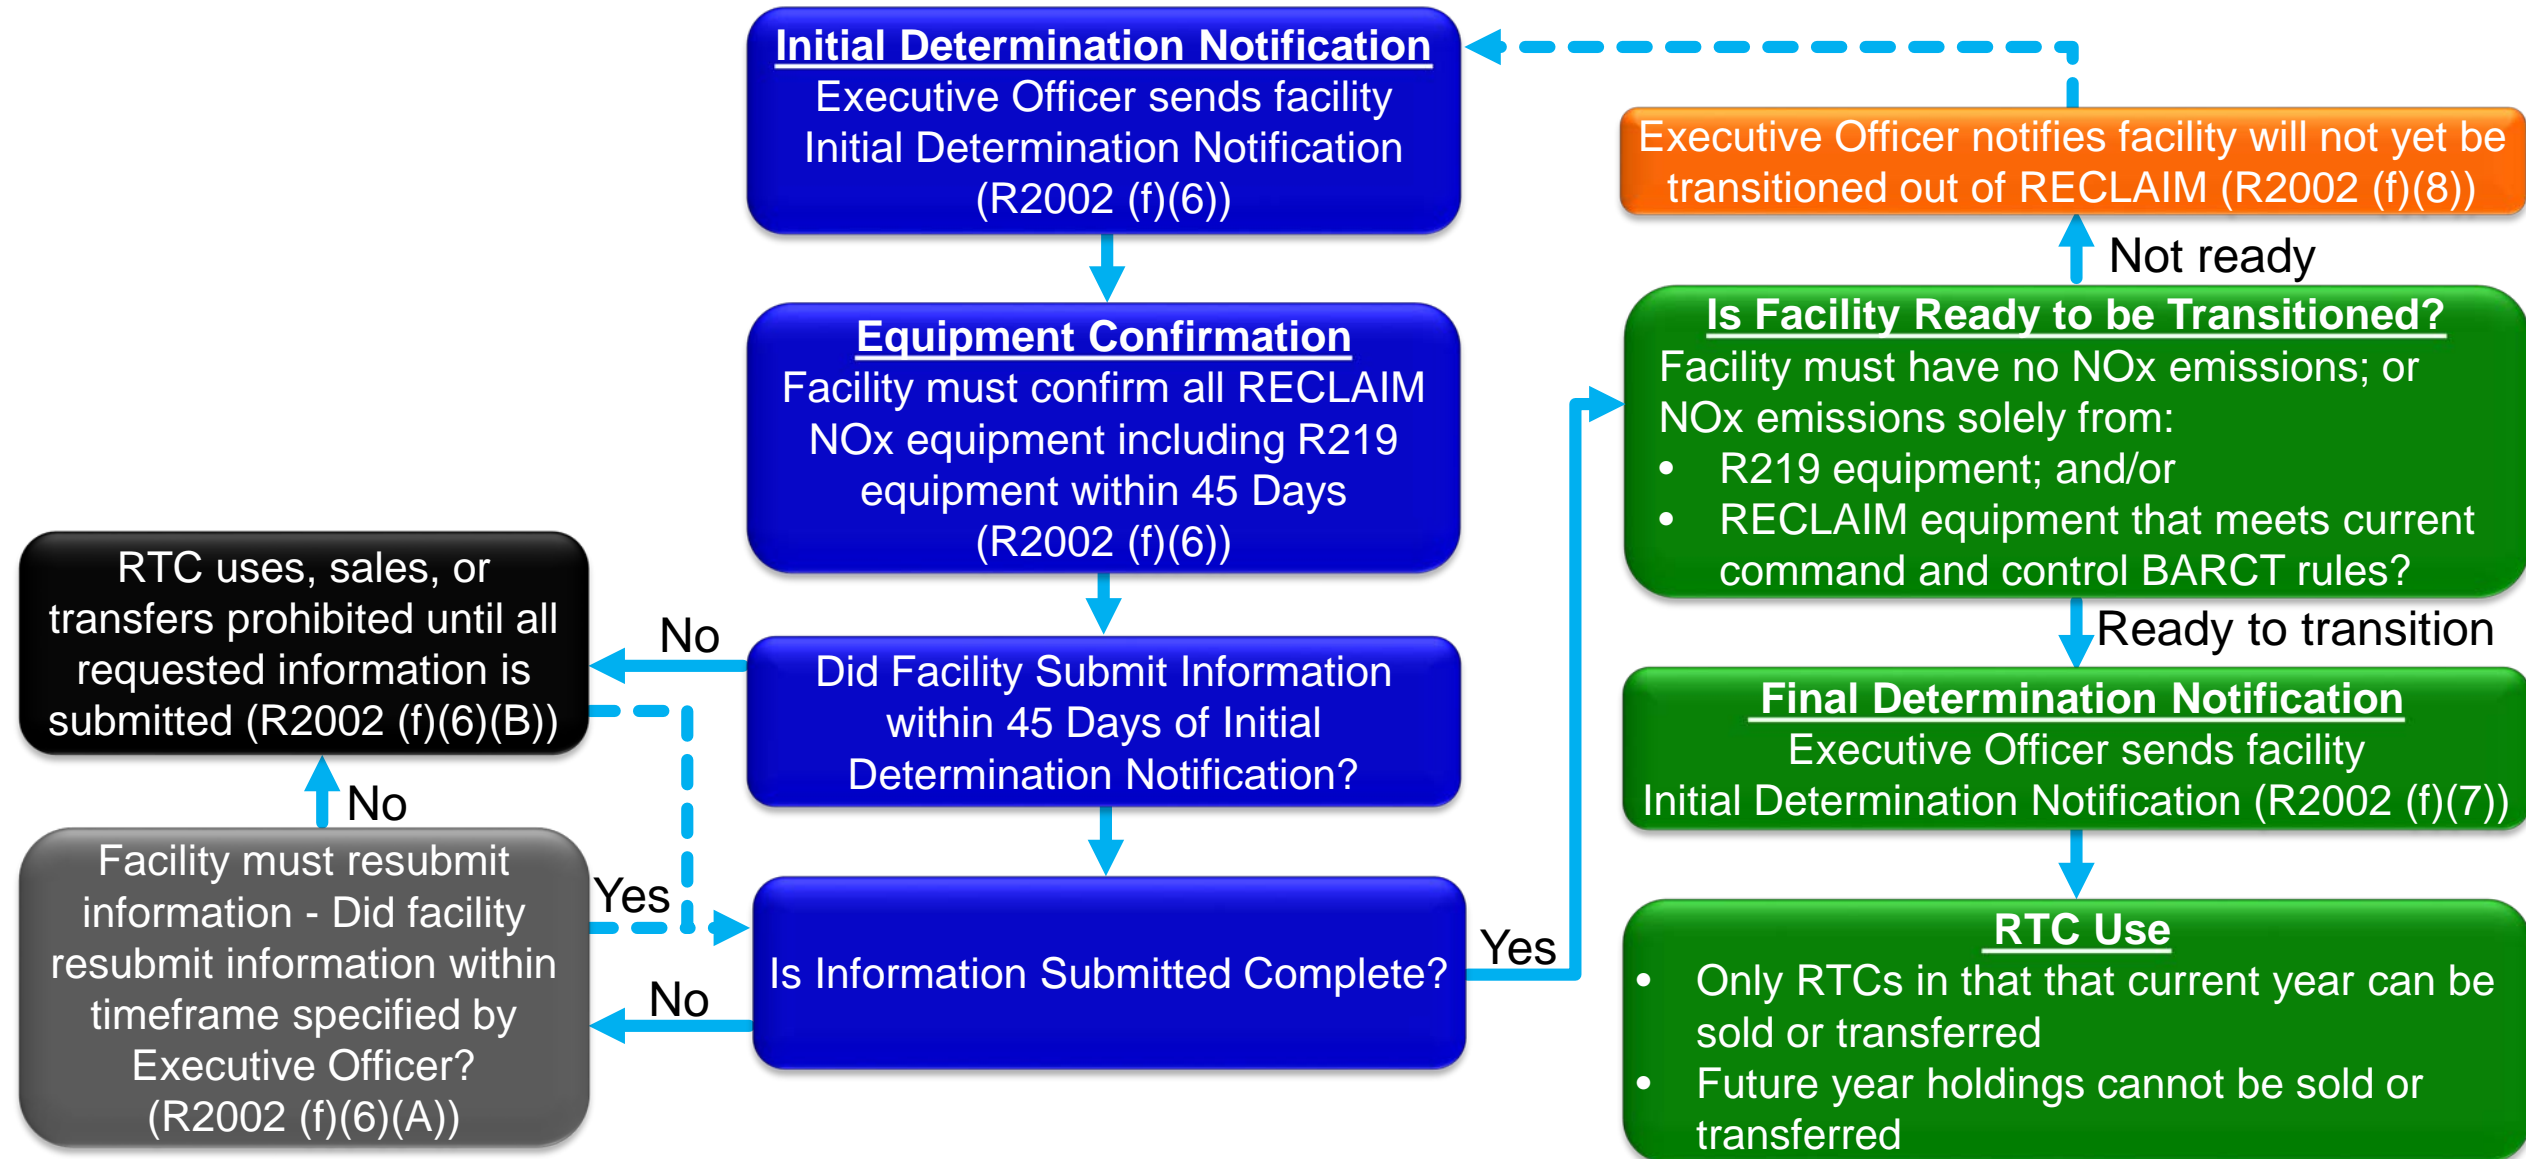 Initial Determination Notification
Executive Officer sends facility
Initial Determination Notification
(R2002 (f)(6))
Equipment Confirmation
Facility must confirm all RECLAIM
NOx equipment including R219
equipment within 45 Days
(R2002 (f)(6))
Did Facility Submit Information
within 45 Days of Initial
Determination Notification?
No
RTC uses, sales, or
transfers prohibited until all
requested information is
submitted (R2002 (f)(6)(B))
No
Facility must resubmit
information - Did facility
resubmit information within
timeframe specified by
Executive Officer?
(R2002 (f)(6)(A))
Yes
No
Is Information Submitted Complete?
Yes
Executive Officer notifies facility will not yet be
transitioned out of RECLAIM (R2002 (f)(8))
Not ready
Is Facility Ready to be Transitioned?
Facility must have no NOx emissions; or
NOx emissions solely from:
• R219 equipment; and/or
• RECLAIM equipment that meets current
command and control BARCT rules?
Ready to transition
Final Determination Notification
Executive Officer sends facility
Initial Determination Notification (R2002 (f)(7))
RTC Use
• Only RTCs in that that current year can be
sold or transferred
• Future year holdings cannot be sold or
transferred